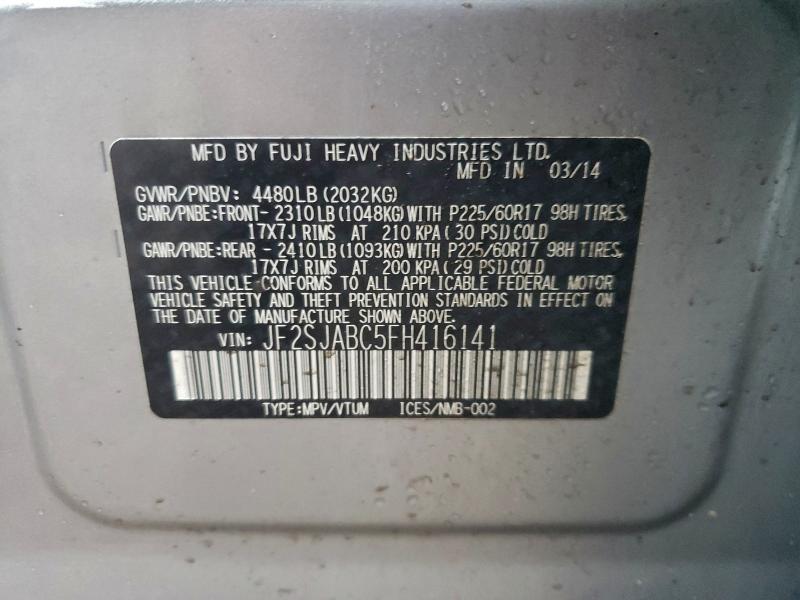 MFD BY FUJI HEAVY INDUSTRIES LTD.
MFD IN 03/14
GVWR/PNBV: 4480LB (2032KG)
GAWR/PNBE:FRONT- 2310 LB (1048KG) WITH P225/60R17 98H TIRES,
17X7J RIMS AT 210 KPA ( 30 PSI) COLD
GAWR/PNBE:REAR - 2410 LB (1093KG) WITH P225/60R17 98H TIRES,
17X7J RIMS AT 200 KPA ( 29 PSI) COLD
THIS VEHICLE CONFORMS TO ALL APPLICABLE FEDERAL MOTOR
VEHICLE SAFETY AND THEFT PREVENTION STANDARDS IN EFFECT ON
THE DATE OF MANUFACTURE SHOWN ABOVE.
VIN: JF2SJABC5FH416141
TYPE:MPV/VTUM ICES/NMB-002